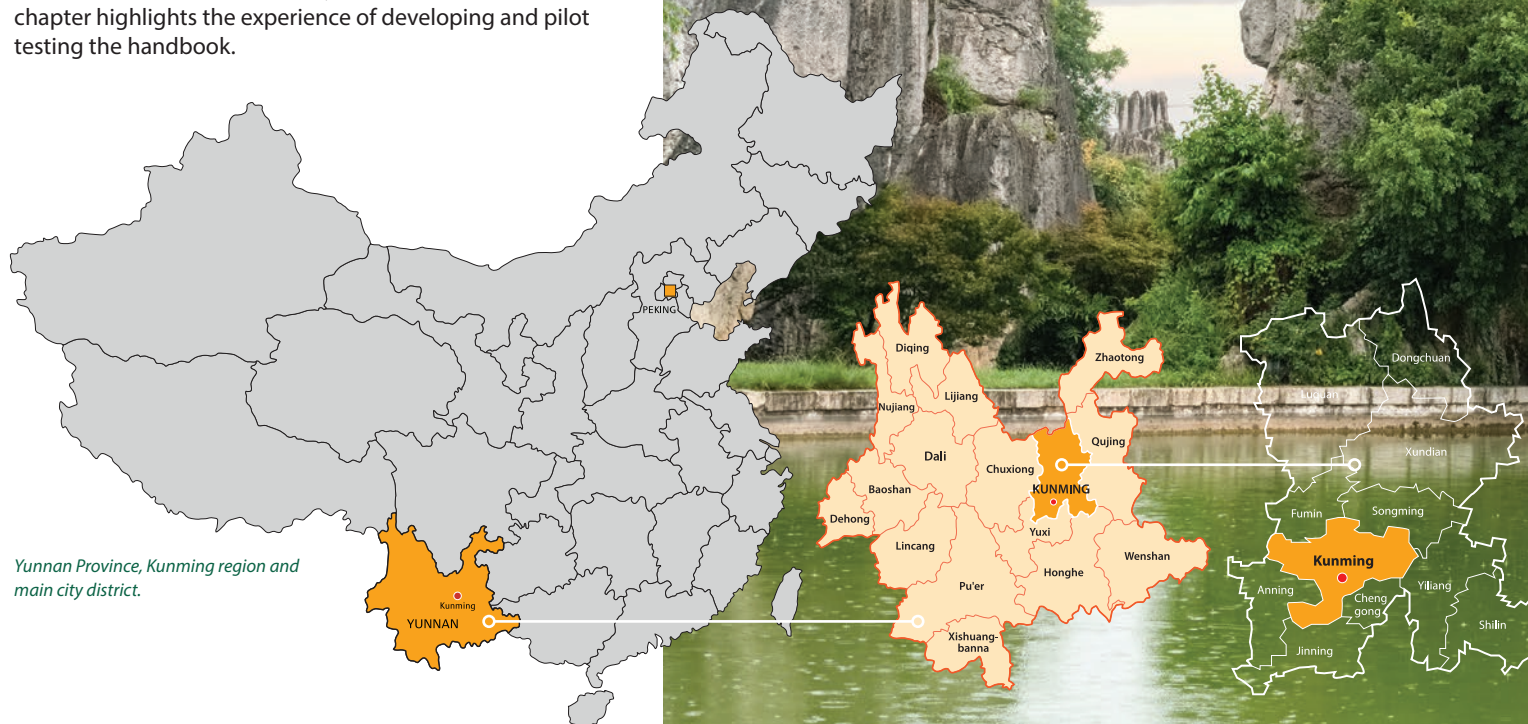 chapter highlights the experience of developing and pilot
testing the handbook.
PEKING
Yunnan Province, Kunming region and
main city district.
Kunming
YUNNAN
Diqing
Zhaotong
Lijiang
Nujiang
Qujing
Dali
Chuxiong
Baoshan
KUNMING
Dehong
Yuxi
Lincang
Wenshan
Honghe
Pu'er
Xishuang-
banna
Dongchuan
Luquan
Xundian
Fumin
Songming
Kunming
Anning
Yiliang
Cheng
gong
Shilin
Jinning